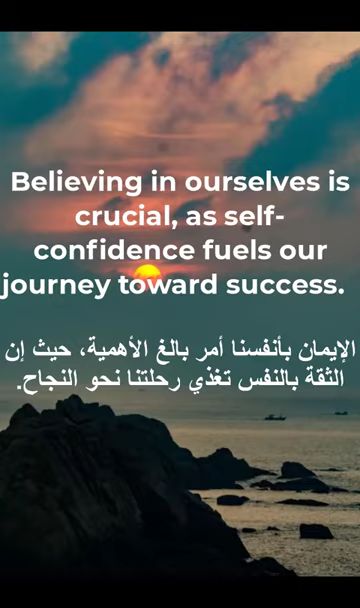 Believing in ourselves is
crucial, as self-
confidence fuels our
journey toward success.
الإيمان بأنفسنا أمر بالغ الأهمية، حيث إن
الثقة بالنفس تغذي رحلتنا نحو النجاح.